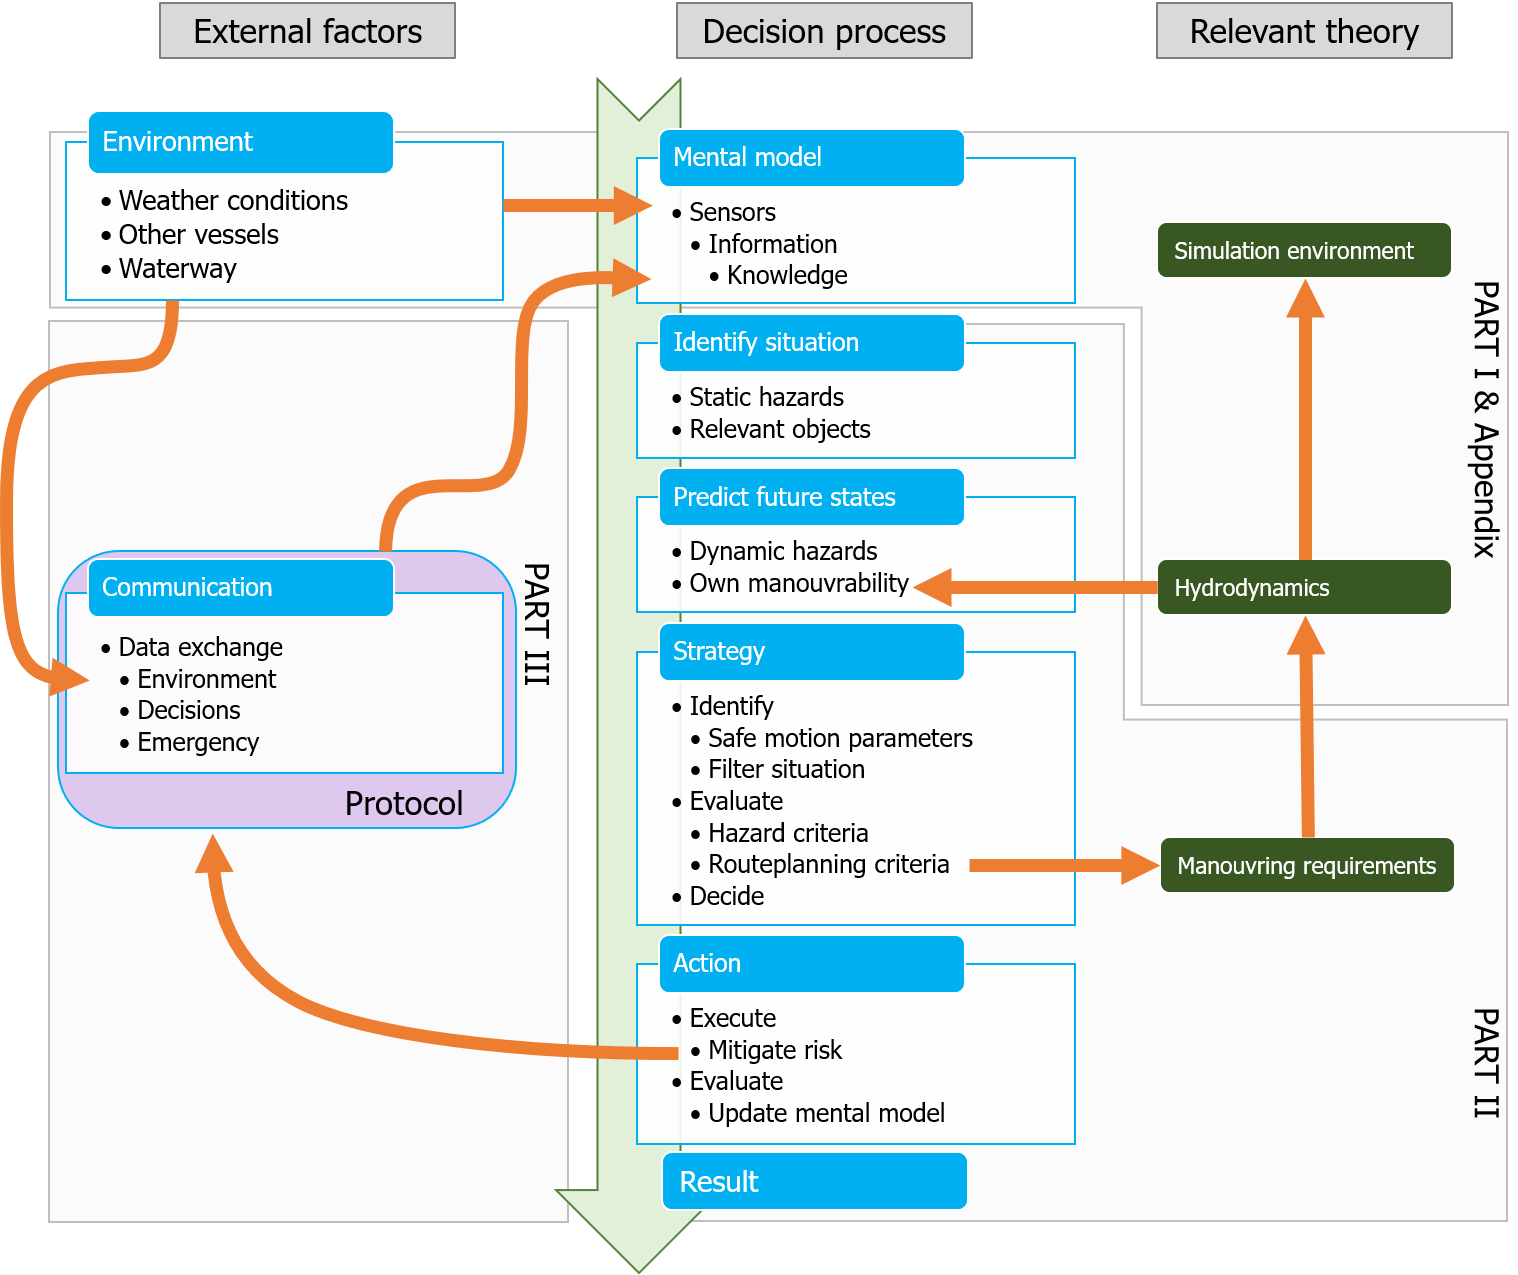 External factors
Decision process
Relevant theory
Environment
• Weather conditions
• Other vessels
• Waterway
Communication
• Data exchange
• Environment
• Decisions
• Emergency
Protocol
PART III
Mental model
• Sensors
• Information
• Knowledge
Identify situation
• Static hazards
• Relevant objects
Predict future states
• Dynamic hazards
• Own manouvrability
Strategy
• Identify
• Safe motion parameters
• Filter situation
• Evaluate
• Hazard criteria
• Routeplanning criteria
• Decide
Action
• Execute
• Mitigate risk
• Evaluate
• Update mental model
Result
Simulation environment
Hydrodynamics
Manouvring requirements
PART I & Appendix
PART II